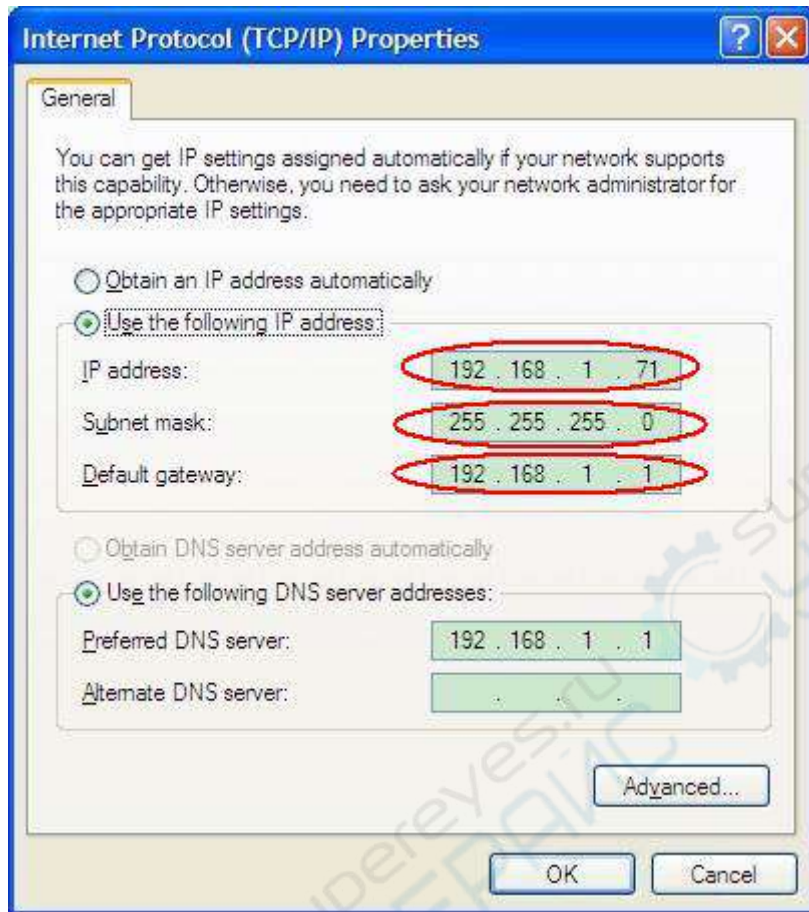 Internet Protocol (TCP/IP) Properties
General
You can get IP settings assigned automatically if your network supports
this capability. Otherwise, you need to ask your network administrator for
the appropriate IP settings.
Obtain an IP address automatically
Use the following IP address:
IP address: 192 . 168 . 1 . 71
Subnet mask: 255 . 255 . 255 . 0
Default gateway: 192 . 168 . 1 . 1
Obtain DNS server address automatically
Use the following DNS server addresses:
Preferred DNS server: 192 . 168 . 1 . 1
Alternate DNS server: . . .
Advanced...
OK Cancel